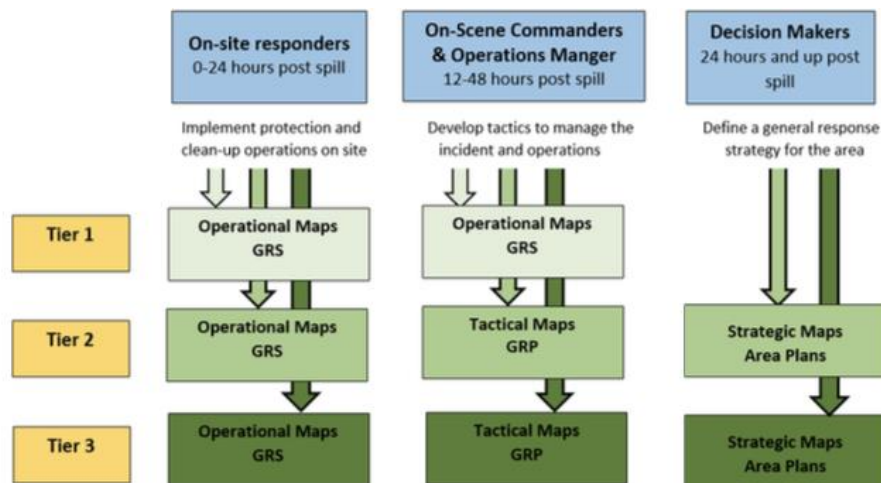 On-site responders
0-24 hours post spill
On-Scene Commanders
& Operations Manger
12-48 hours post spill
Decision Makers
24 hours and up post
spill
Implement protection and
clean-up operations on site
Develop tactics to manage the
incident and operations
Define a general response
strategy for the area
Tier 1
Operational Maps
GRS
Operational Maps
GRS
Tier 2
Operational Maps
GRS
Tactical Maps
GRP
Strategic Maps
Area Plans
Tier 3
Operational Maps
GRS
Tactical Maps
GRP
Strategic Maps
Area Plans